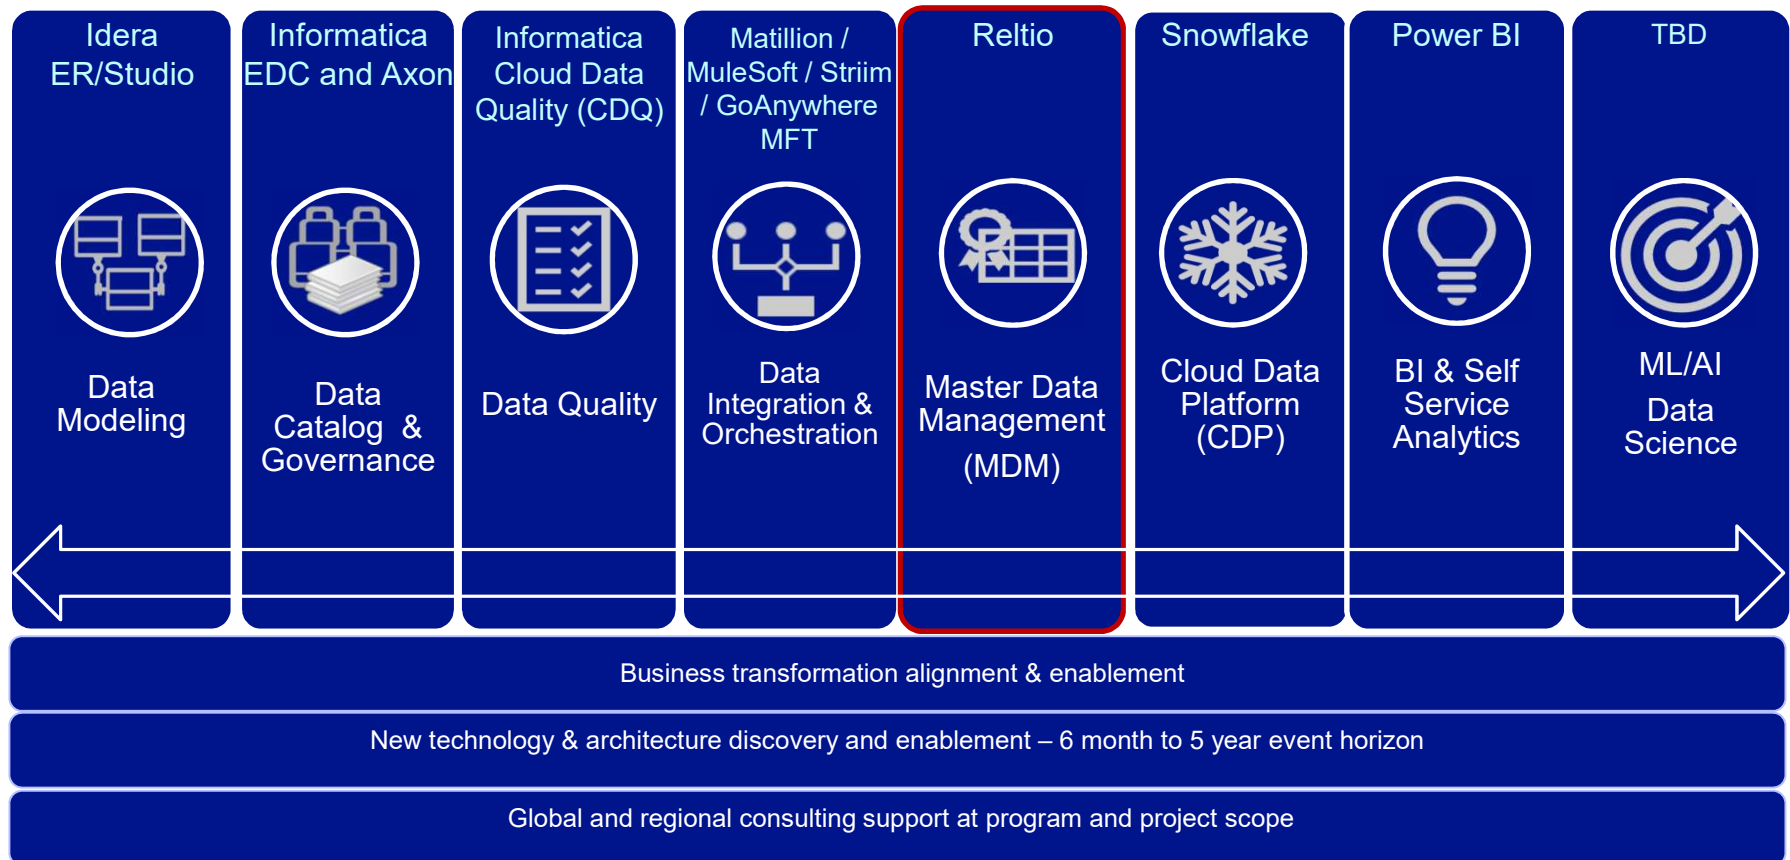 Idera
ER/Studio
Informatica
EDC and Axon
Informatica
Cloud Data
Quality (CDQ)
Matillion /
MuleSoft / Striim
/ GoAnywhere
MFT
Reltio
Snowflake
Power BI
TBD
Data
Modeling
Data
Catalog & 
Governance
Data Quality
Data
Integration &
Orchestration
Master Data
Management
(MDM)
Cloud Data
Platform
(CDP)
BI & Self
Service
Analytics
ML/AI
Data
Science
Business transformation alignment & enablement
New technology & architecture discovery and enablement – 6 month to 5 year event horizon
Global and regional consulting support at program and project scope